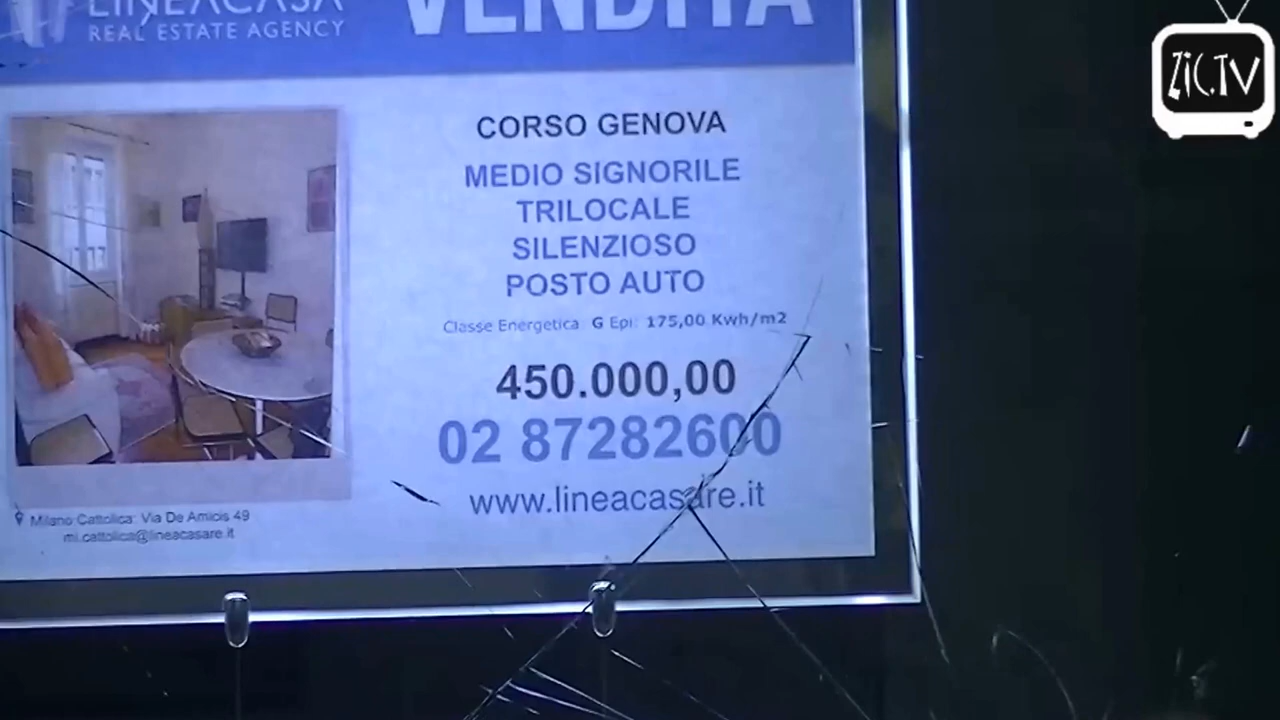 LINEACASA
REAL ESTATE AGENCY
VENDITA
ZIC.TV
CORSO GENOVA
MEDIO SIGNORILE
TRILOCALE
SILENZIOSO
POSTO AUTO
Classe Energetica G Epi: 175,00 Kwh/m2
450.000,00
02 87282600
www.lineacasare.it
Milano Cattolica: Via De Amicis 49
mi.cattolica@lineacasare.it